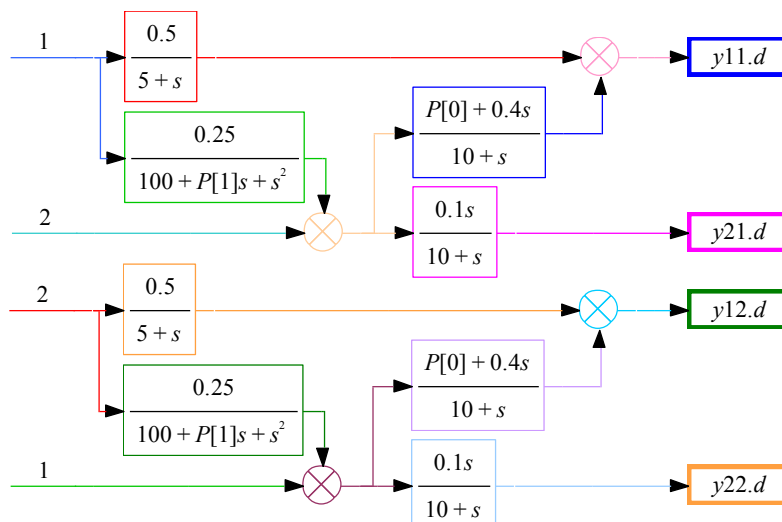 1
0.5
5 + s
y11.d
0.25
100 + P[1]s + s²
P[0] + 0.4s
10 + s
2
0.1s
10 + s
y21.d
2
0.5
5 + s
y12.d
0.25
100 + P[1]s + s²
P[0] + 0.4s
10 + s
1
0.1s
10 + s
y22.d